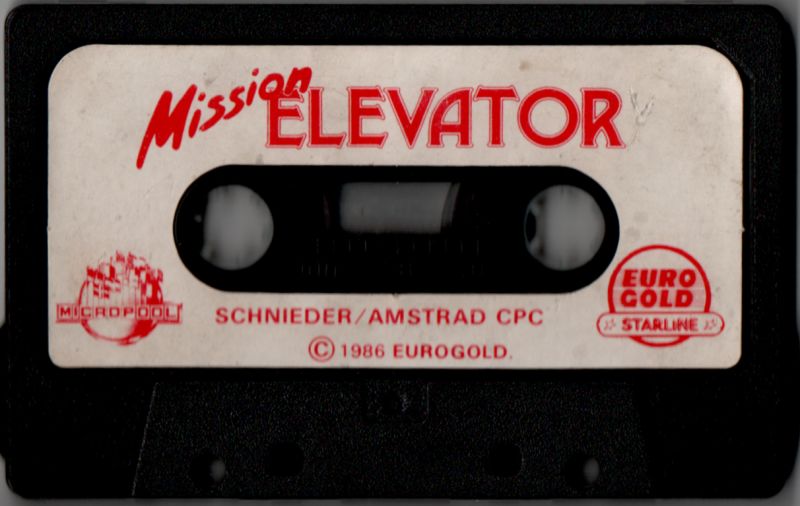 Mission
ELEVATOR
MICROPOOL
EURO
GOLD
STARLINE
SCHNIEDER/AMSTRAD CPC
© 1986 EUROGOLD.